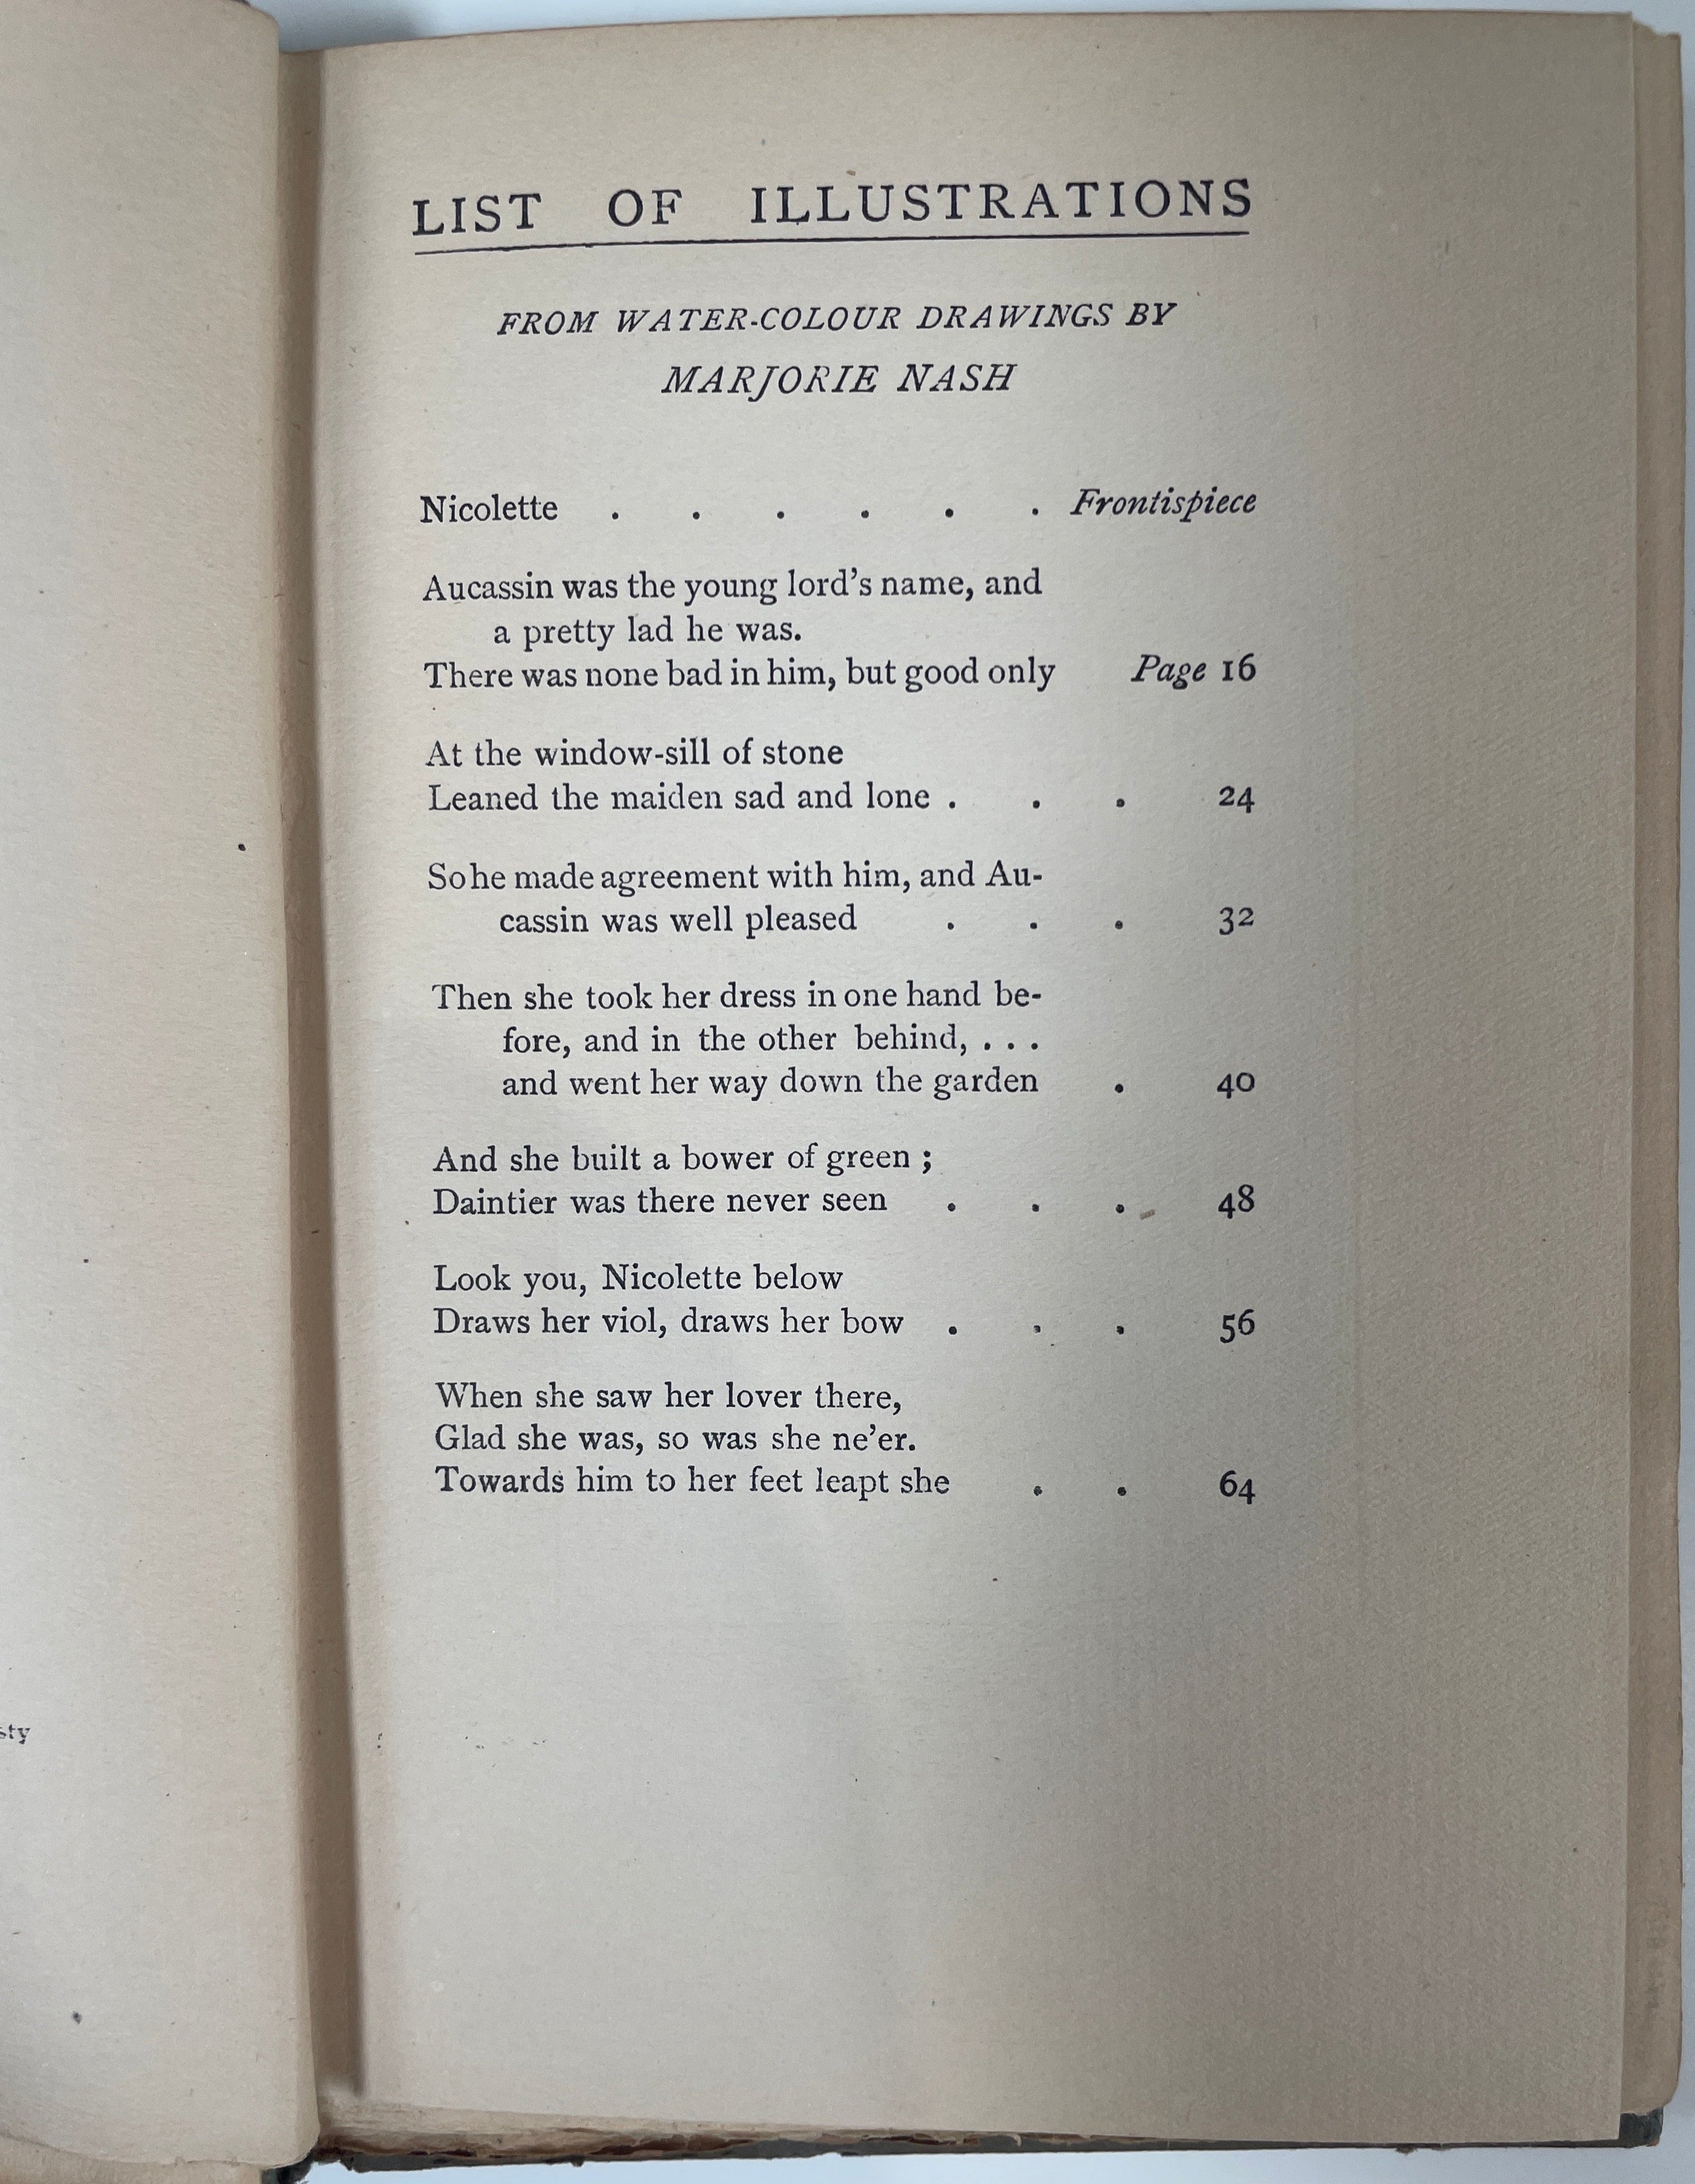 LIST OF ILLUSTRATIONS
FROM WATER-COLOUR DRAWINGS BY
MARJORIE NASH
Nicolette . . . . . . Frontispiece
Aucassin was the young lord's name, and
a pretty lad he was.
There was none bad in him, but good only Page 16
At the window-sill of stone
Leaned the maiden sad and lone . . . 24
So he made agreement with him, and Au-
cassin was well pleased . . . 32
Then she took her dress in one hand be-
fore, and in the other behind, . . .
and went her way down the garden . 40
And she built a bower of green ;
Daintier was there never seen . . . 48
Look you, Nicolette below
Draws her viol, draws her bow . . . 56
When she saw her lover there,
Glad she was, so was she ne'er.
Towards him to her feet leapt she . . 64